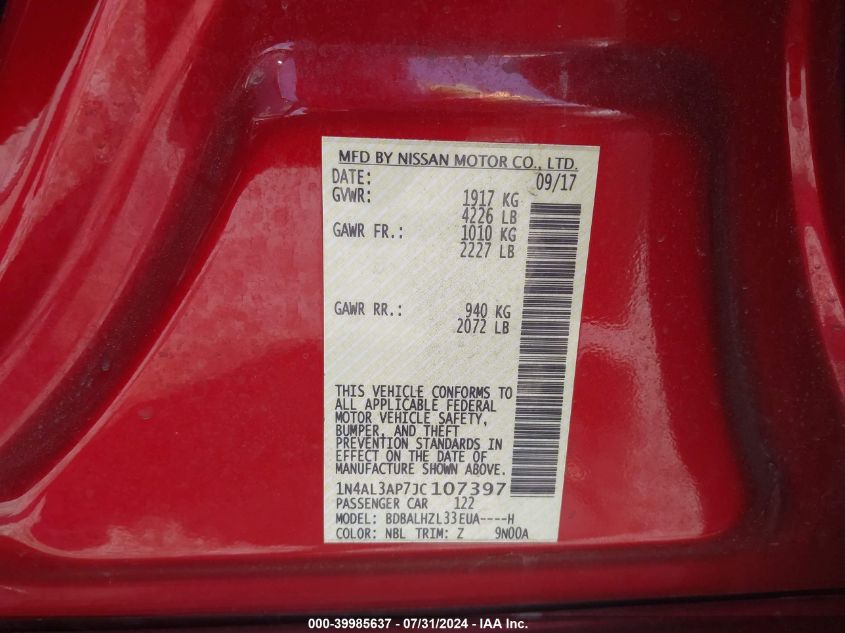 MFD BY NISSAN MOTOR CO., LTD.
DATE: 09/17
GVWR: 1917 KG
4226 LB
GAWR FR.: 1010 KG
2227 LB
GAWR RR.: 940 KG
2072 LB
THIS VEHICLE CONFORMS TO
ALL APPLICABLE FEDERAL
MOTOR VEHICLE SAFETY,
BUMPER, AND THEFT
PREVENTION STANDARDS IN
EFFECT ON THE DATE OF
MANUFACTURE SHOWN ABOVE.
1N4AL3AP7JC107397
PASSENGER CAR 122
MODEL: BDBALHZL33EUA----H
COLOR: NBL TRIM: Z 9N00A
000-39985637 - 07/31/2024 - IAA Inc.